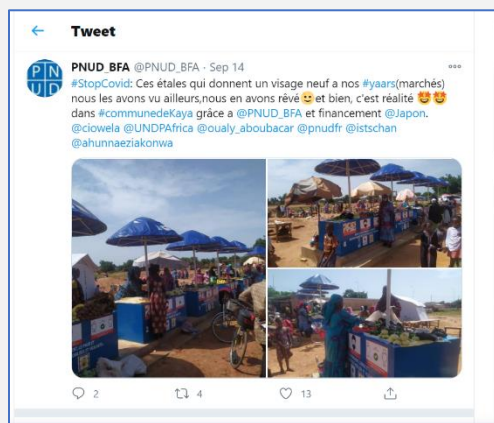 Tweet
PNUD_BFA @PNUD_BFA · Sep 14
P N
U D
#StopCovid: Ces étales qui donnent un visage neuf a nos #yaars(marchés)
nous les avons vu ailleurs,nous en avons rêvé et bien, c'est réalité
dans #communedeKaya grâce a @PNUD_BFA et financement @Japon.
@ciowela @UNDPAfrica @oualy_aboubacar @pnudfr @istschan
@ahunnaeziakonwa
2 4 13